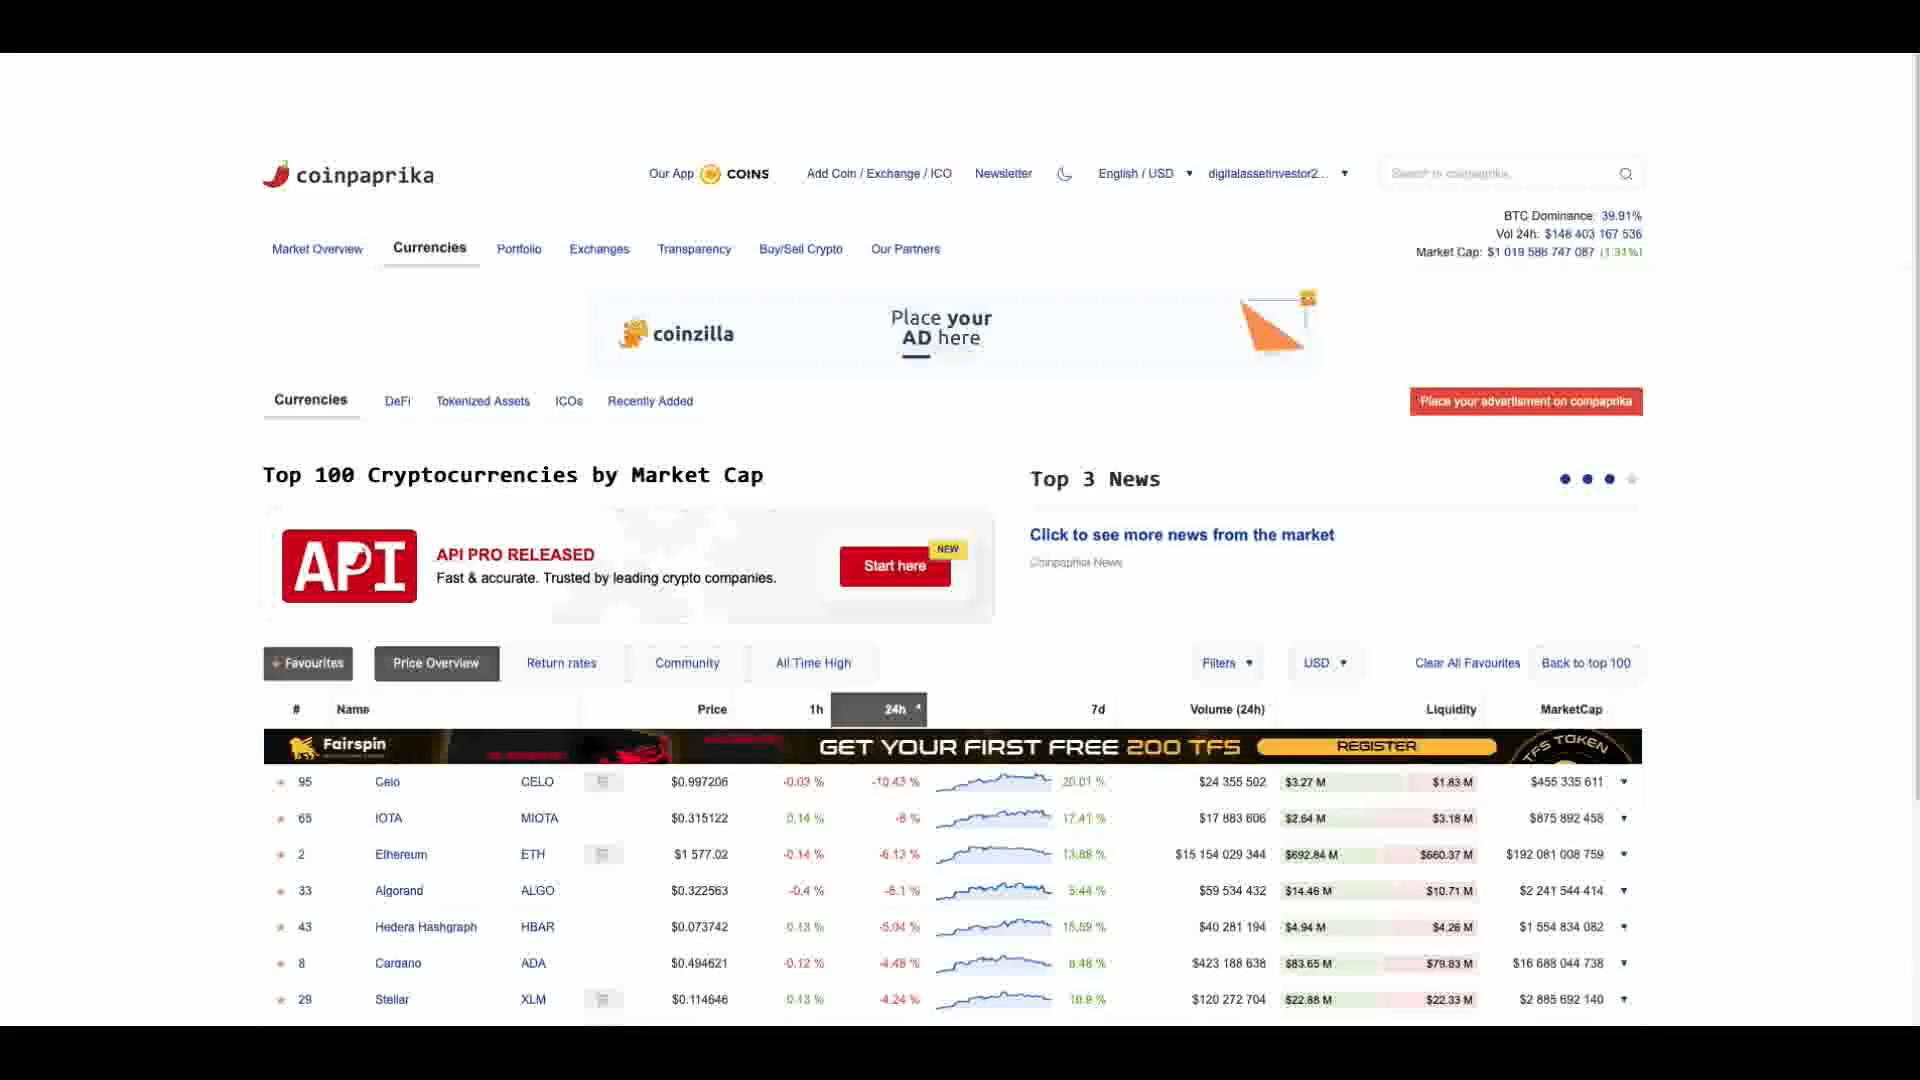 coinpaprika
Our App COINS Add Coin / Exchange / ICO Newsletter English / USD digitalassetinvestor2... Search in coinpaprika...
BTC Dominance: 39.91%
Vol 24h: $146 403 167 536
Market Overview Currencies Portfolio Exchanges Transparency Buy/Sell Crypto Our Partners
Market Cap: $1 019 586 747 087 (1.31%)
coinzilla
Place your
AD here
Currencies DeFi Tokenized Assets ICOs Recently Added Place your advertisment on coinpaprika
Top 100 Cryptocurrencies by Market Cap
Top 3 News
API
API PRO RELEASED
Fast & accurate. Trusted by leading crypto companies.
Start here
NEW
Click to see more news from the market
Coinpaprika News
Favourites Price Overview Return rates Community All Time High Filters USD Clear All Favourites Back to top 100
# Name Price 1h 24h 7d Volume (24h) Liquidity MarketCap
Fairspin GET YOUR FIRST FREE 200 TFS REGISTER TFS TOKEN
95 Celo CELO $0.997206 -0.03 % -10.43 % 20.01 % $24 355 502 $3.27 M $1.83 M $455 335 611
65 IOTA MIOTA $0.315122 0.14 % -8 % 17.41 % $17 883 606 $2.64 M $3.18 M $875 892 458
2 Ethereum ETH $1 577.02 -0.14 % -6.13 % 13.88 % $15 154 029 344 $692.84 M $660.37 M $192 081 008 759
33 Algorand ALGO $0.322563 -0.4 % 5.44 % $59 534 432 $14.46 M $10.71 M $2 241 544 414
43 Hedera Hashgraph HBAR $0.073742 0.13 % -5.04 % 15.59 % $40 281 194 $4.94 M $4.26 M $1 554 834 082
8 Cardano ADA $0.494621 -0.12 % -4.48 % $423 188 638 $83.65 M $79.83 M $16 688 044 738
29 Stellar XLM $0.114646 0.13 % -4.24 % 10.9 % $120 272 704 $22.88 M $22.33 M $2 885 692 140